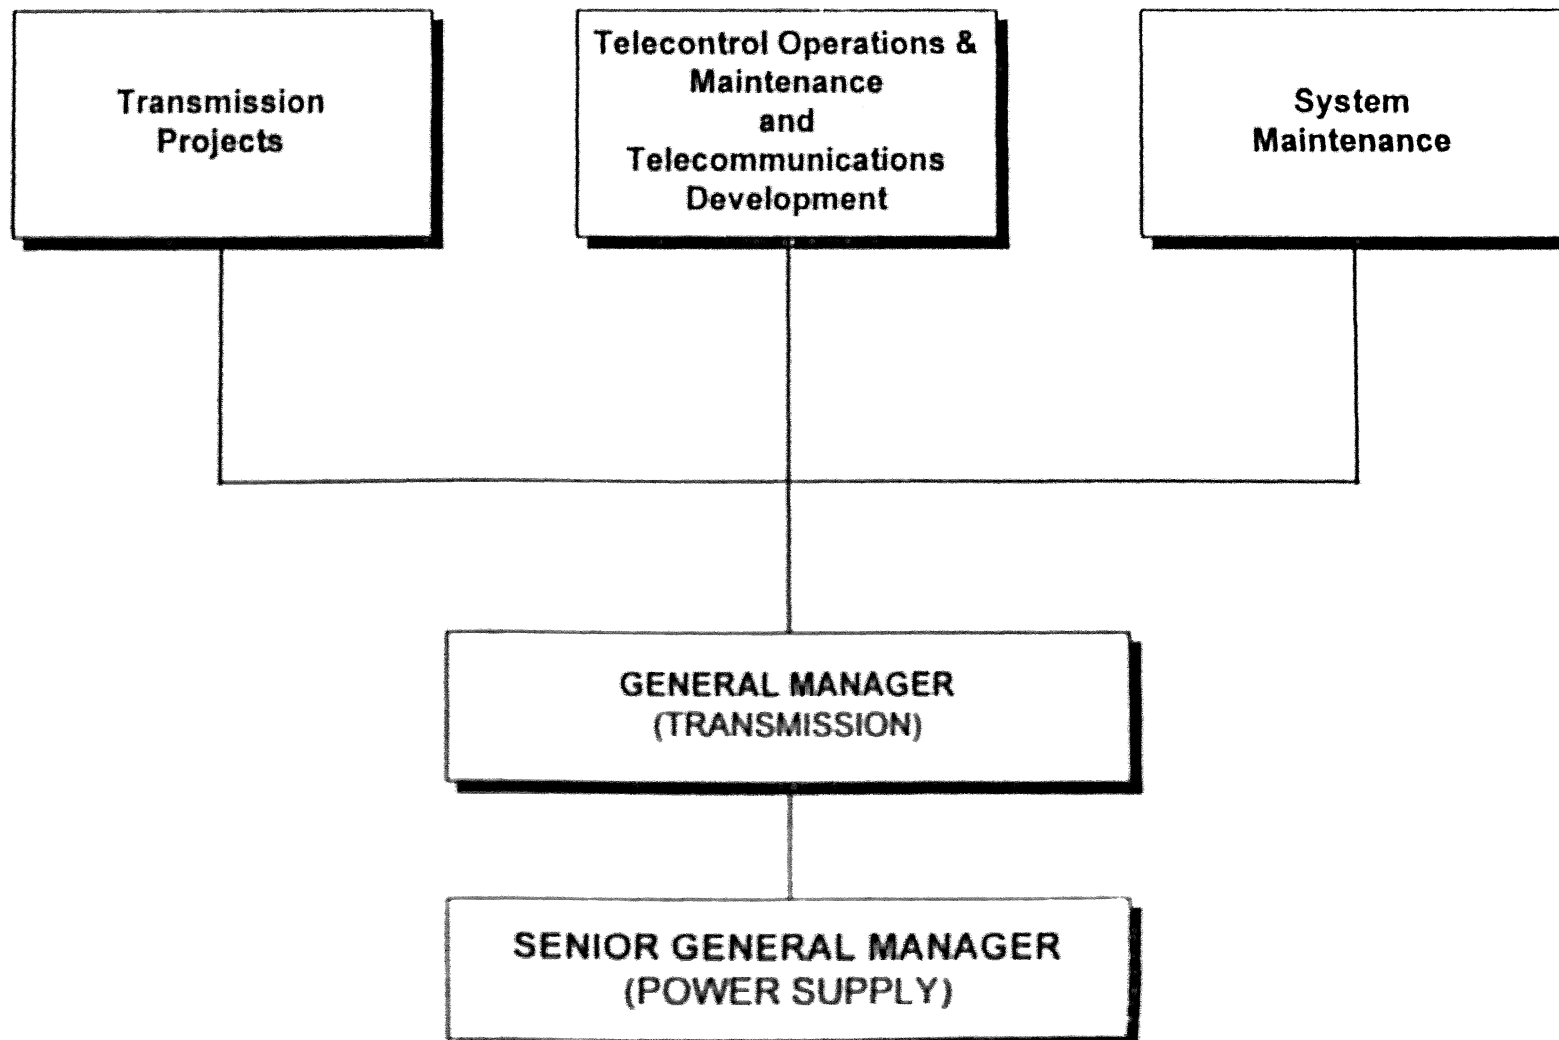 Transmission
Projects
Telecontrol Operations &
Maintenance
and
Telecommunications
Development
System
Maintenance
GENERAL MANAGER
(TRANSMISSION)
SENIOR GENERAL MANAGER
(POWER SUPPLY)